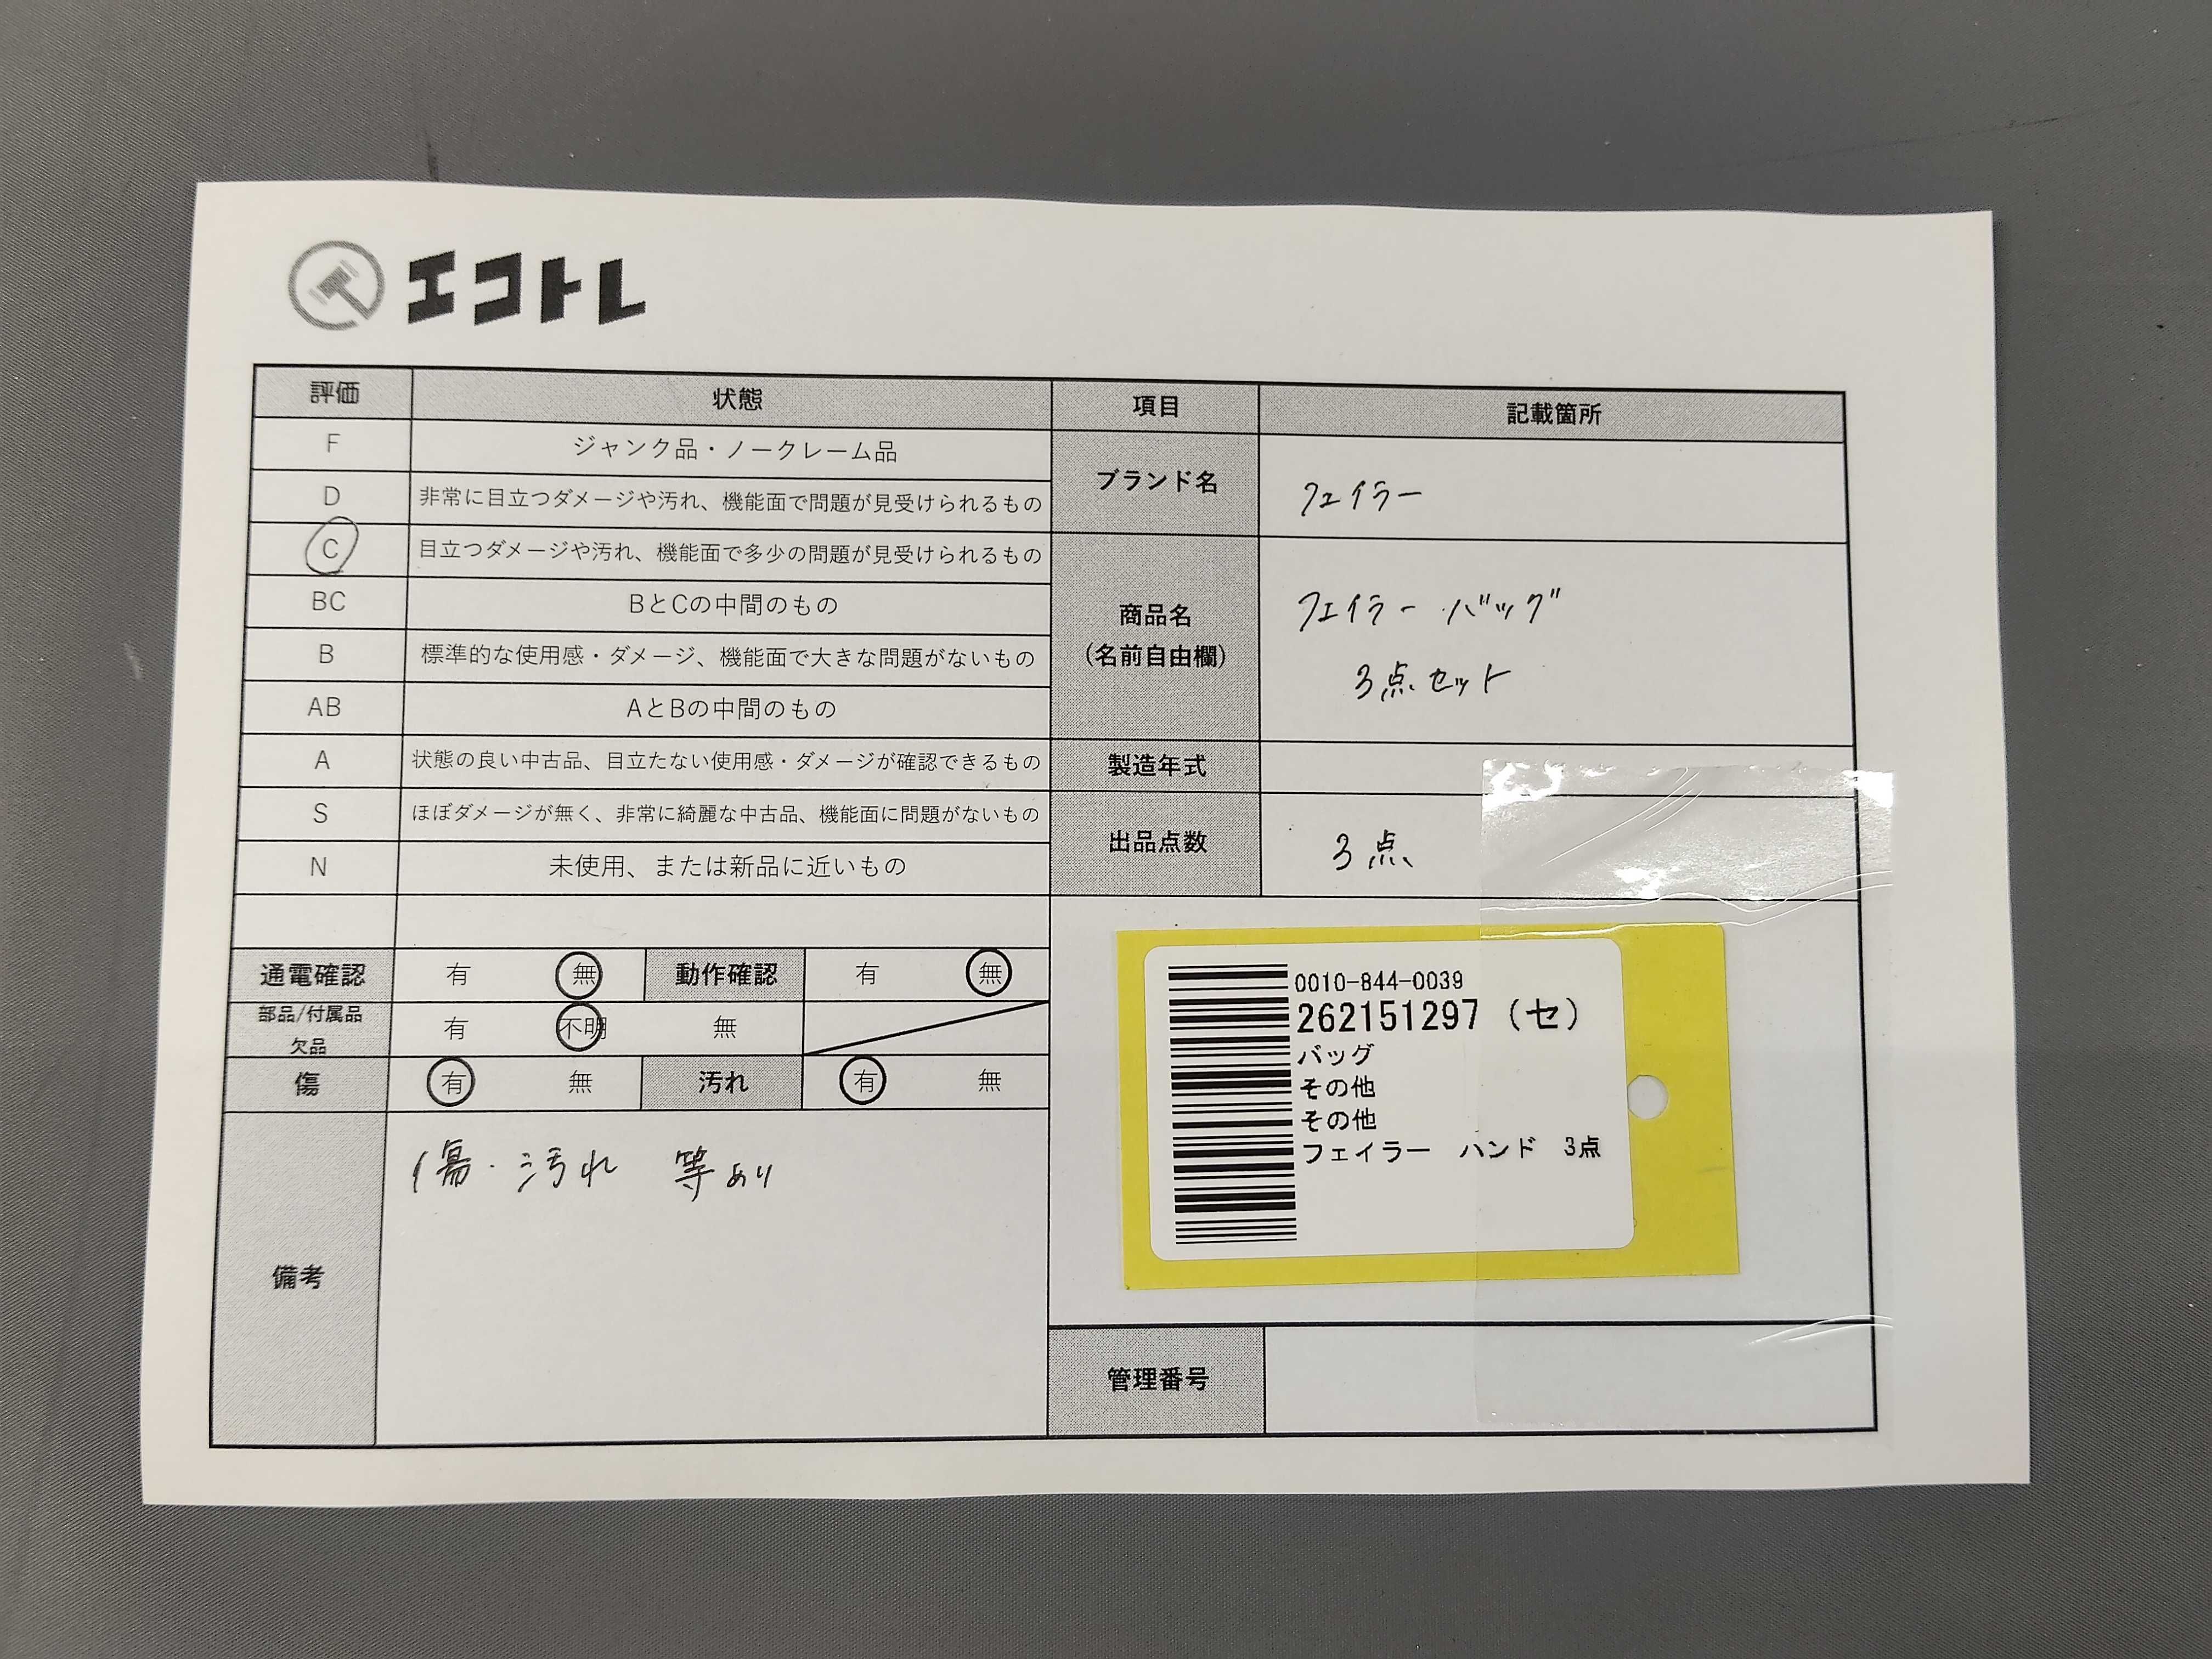 エコトレ
評価 状態 項目 記載箇所
F ジャンク品・ノークレーム品
D 非常に目立つダメージや汚れ、機能面で問題が見受けられるもの
C 目立つダメージや汚れ、機能面で多少の問題が見受けられるもの
BC BとCの中間のもの
B 標準的な使用感・ダメージ、機能面で大きな問題がないもの
AB AとBの中間のもの
A 状態の良い中古品、目立たない使用感・ダメージが確認できるもの
S ほぼダメージが無く、非常に綺麗な中古品、機能面に問題がないもの
N 未使用、または新品に近いもの
通電確認 有 無 動作確認 有 無
部品/付属品
欠品 有 不明 無
傷 有 無 汚れ 有 無
備考 傷・汚れ 等あり
ブランド名 フェイラー
商品名
(名前自由欄)
フェイラー バッグ
3点セット
製造年式
出品点数 3点
0010-844-0039
262151297 (セ)
バッグ
その他
その他
フェイラー ハンド 3点
管理番号